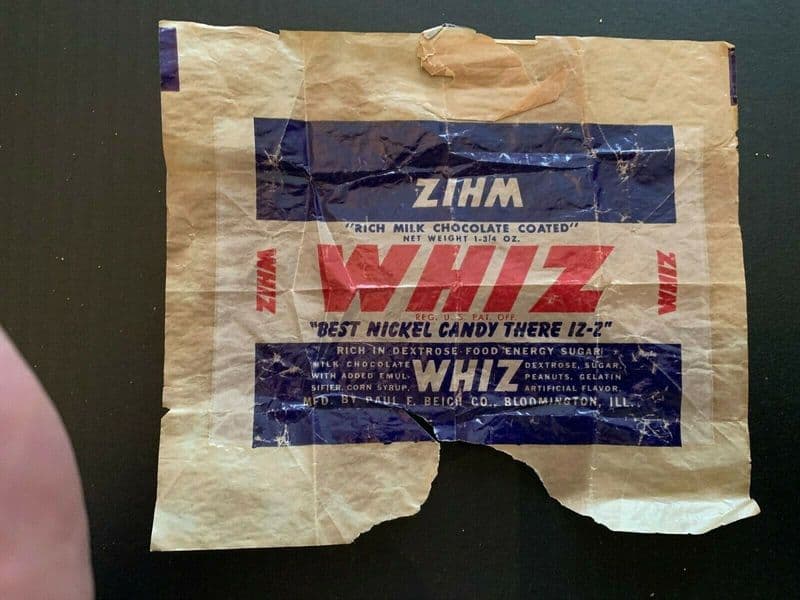 WHIZ
"RICH MILK CHOCOLATE COATED"
NET WEIGHT 1-3/4 OZ.
WHIZ
WHIZ
WHIZ
REG. U.S. PAT. OFF.
"BEST NICKEL CANDY THERE IZ-Z"
RICH IN DEXTROSE FOOD ENERGY SUGAR
MILK CHOCOLATE
WITH ADDED EMUL-
SIFIER, CORN SYRUP,
WHIZ
DEXTROSE, SUGAR,
PEANUTS, GELATIN
ARTIFICIAL FLAVOR.
MFD. BY PAUL F. BEICH CO., BLOOMINGTON, ILL.